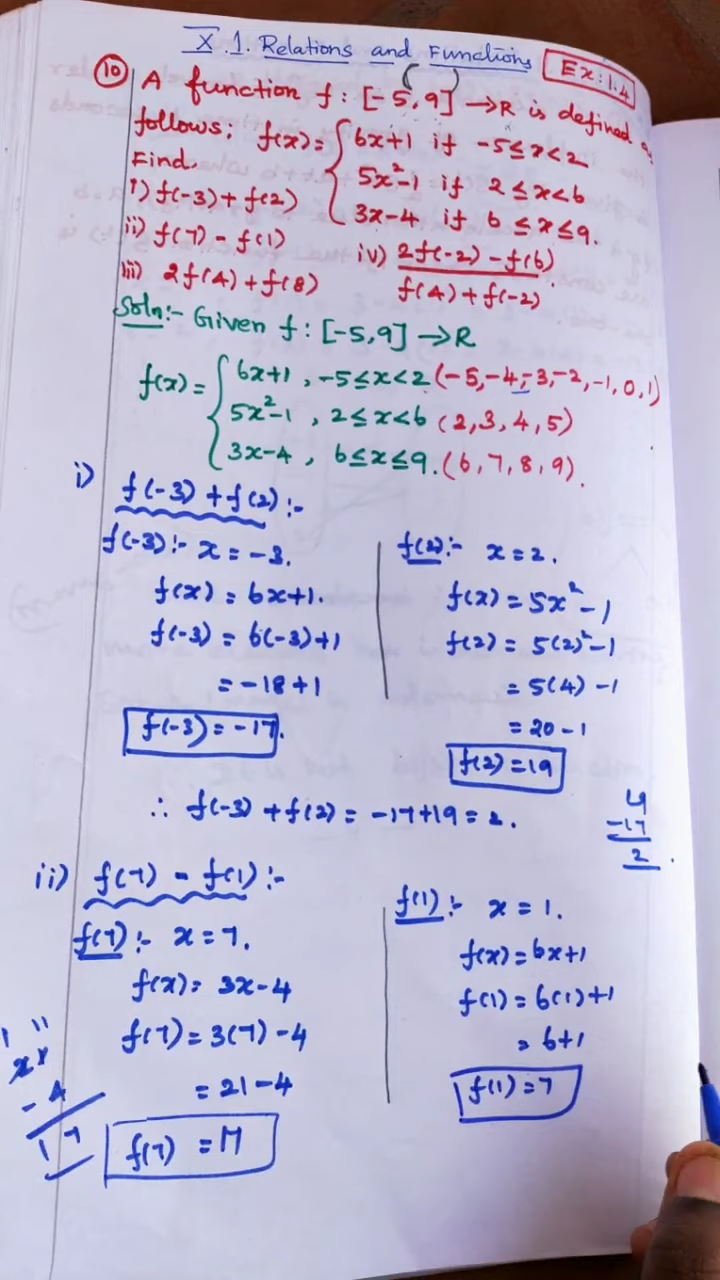 X.1. Relations and Functions
Ex: 1.4
10 A function f: [-5, 9] → R is defined as
follows: f(x) = { 6x+1 if -5 ≤ x < 2
5x²-1 if 2 ≤ x < 6
3x-4 if 6 ≤ x ≤ 9.
Find.
i) f(-3) + f(2)
ii) f(7) - f(1)
iii) 2f(4) + f(8)
iv) 2f(-2) - f(6) / f(4) + f(-2).
Soln:- Given f: [-5,9] → R
f(x) = { 6x+1, -5 ≤ x < 2 (-5,-4,-3,-2,-1,0,1)
5x²-1, 2 ≤ x < 6 (2,3,4,5)
3x-4, 6 ≤ x ≤ 9. (6,7,8,9).
i) f(-3) + f(2):-
f(-3):- x = -3.
f(x) = 6x+1.
f(-3) = 6(-3)+1
= -18+1
f(-3) = -17.
f(2):- x = 2.
f(x) = 5x²-1
f(2) = 5(2)²-1
= 5(4)-1
= 20-1
f(2) = 19
∴ f(-3) + f(2) = -17+19 = 2.
-17
2
ii) f(7) - f(1):-
f(7):- x = 7.
f(x) = 3x-4
f(7) = 3(7)-4
= 21-4
f(7) = 17
1 11
- 4
17
f(1):- x = 1.
f(x) = 6x+1
f(1) = 6(1)+1
= 6+1
f(1) = 7